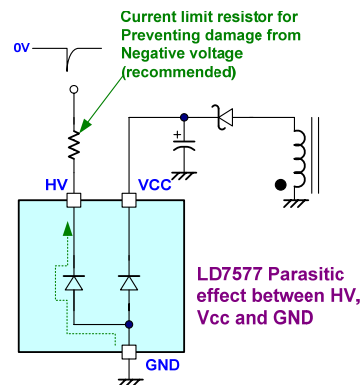 Current limit resistor for
Preventing damage from
Negative voltage
(recommended)
0V
+
HV
VCC
LD7577 Parasitic
effect between HV,
Vcc and GND
GND